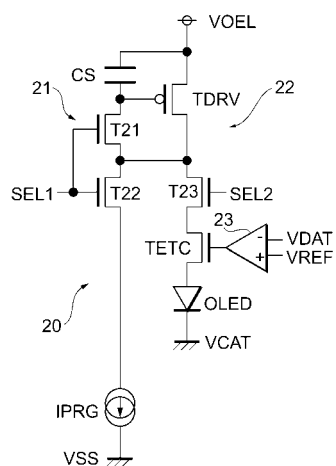 VOEL
CS
TDRV
21
22
T21
SEL1
T22
T23
SEL2
23
TETC
-
VDAT
+
VREF
OLED
20
VCAT
IPRG
VSS